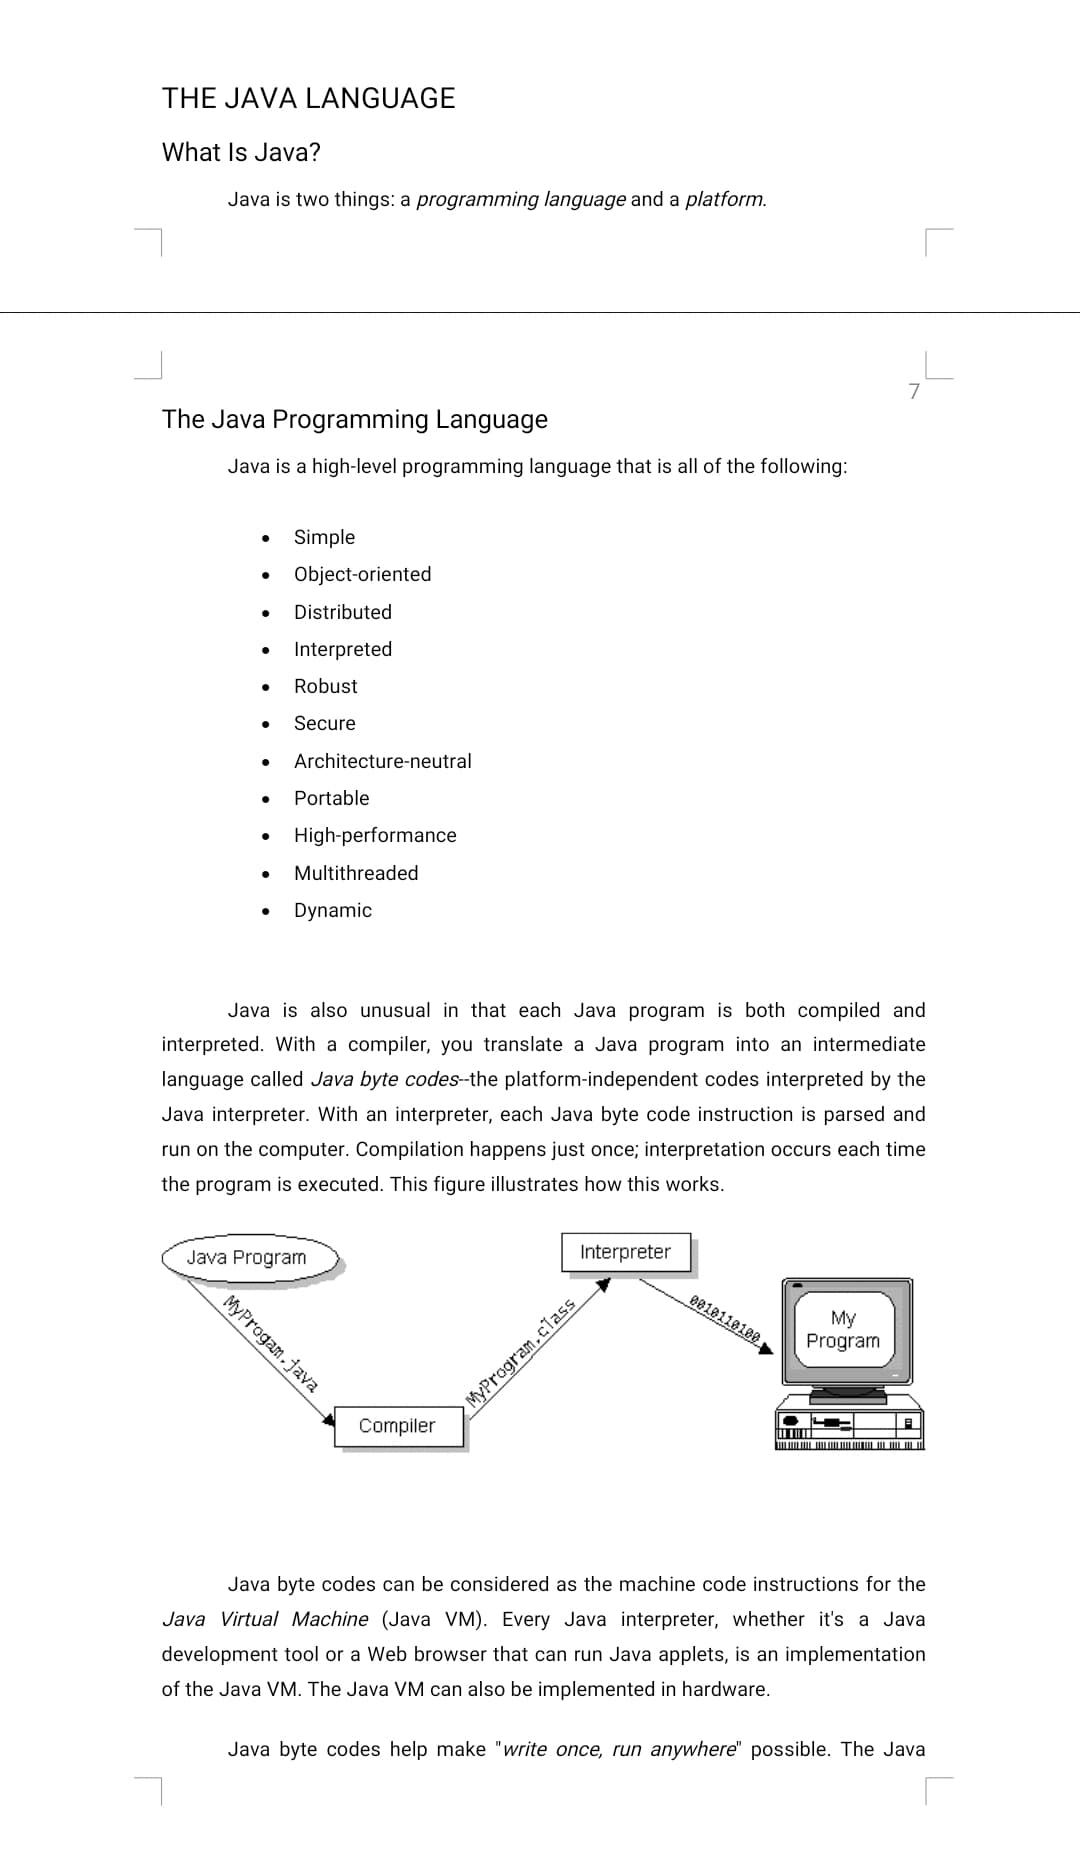 THE JAVA LANGUAGE
What Is Java?
Java is two things: a programming language and a platform.
7
The Java Programming Language
Java is a high-level programming language that is all of the following:
• Simple
• Object-oriented
• Distributed
• Interpreted
• Robust
• Secure
• Architecture-neutral
• Portable
• High-performance
• Multithreaded
• Dynamic
Java is also unusual in that each Java program is both compiled and
interpreted. With a compiler, you translate a Java program into an intermediate
language called Java byte codes--the platform-independent codes interpreted by the
Java interpreter. With an interpreter, each Java byte code instruction is parsed and
run on the computer. Compilation happens just once; interpretation occurs each time
the program is executed. This figure illustrates how this works.
Java Program
MyProgam.java
Compiler
MyProgram.class
Interpreter
0010110100
My
Program
Java byte codes can be considered as the machine code instructions for the
Java Virtual Machine (Java VM). Every Java interpreter, whether it's a Java
development tool or a Web browser that can run Java applets, is an implementation
of the Java VM. The Java VM can also be implemented in hardware.
Java byte codes help make "write once, run anywhere" possible. The Java